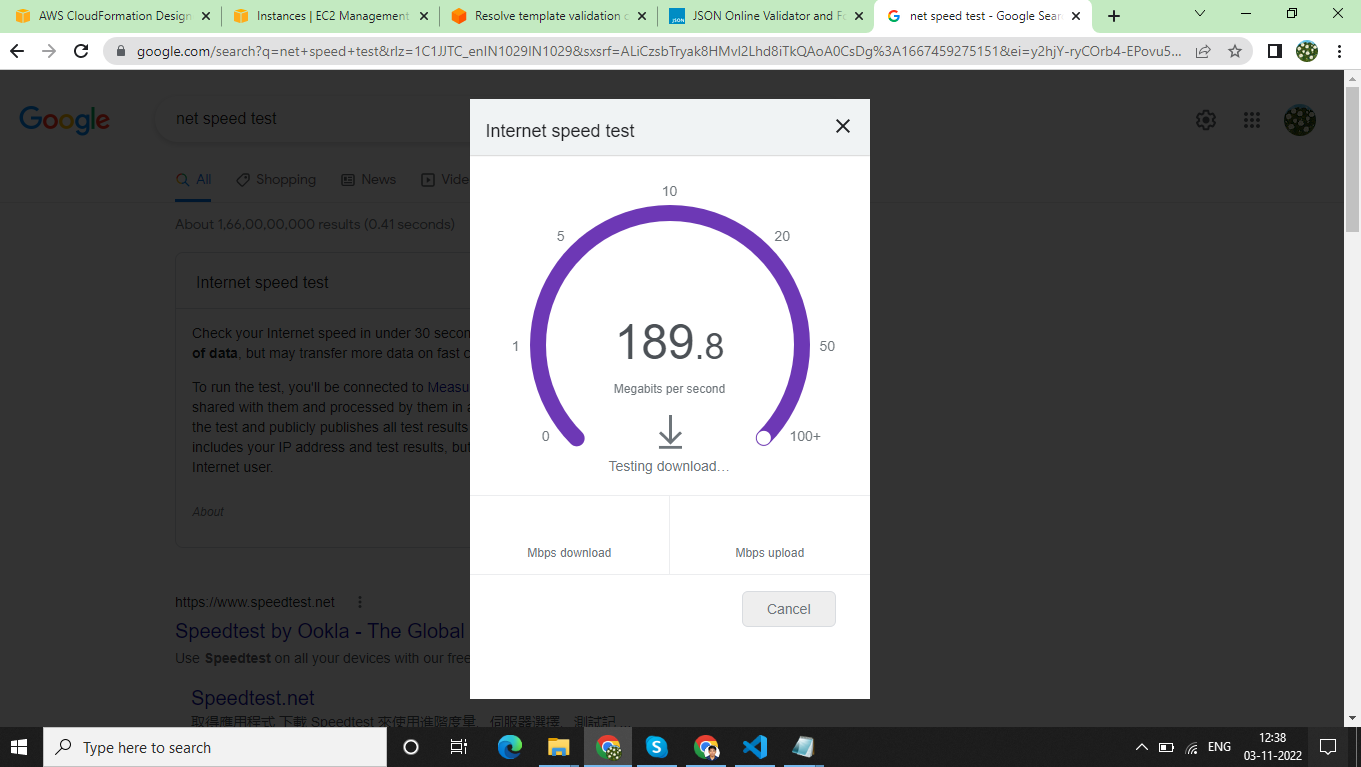 AWS CloudFormation Design
Instances | EC2 Management
Resolve template validation o
JSON Online Validator and Fo
net speed test - Google Sear
google.com/search?q=net+speed+test&rlz=1C1JJTC_enIN1029IN1029&sxsrf=ALiCzsbTryak8HMvl2Lhd8iTkQAoA0CsDg%3A1667459275151&ei=y2hjY-ryCOrb4-EPovu5...
Google
net speed test
All
Shopping
News
Vide
About 1,66,00,00,000 results (0.41 seconds)
Internet speed test
Check your Internet speed in under 30 secon
of data, but may transfer more data on fast c
To run the test, you'll be connected to Measu
shared with them and processed by them in a
the test and publicly publishes all test results
includes your IP address and test results, but
Internet user.
About
https://www.speedtest.net
Speedtest by Ookla - The Global
Use Speedtest on all your devices with our free
Speedtest.net
取得應用程式.下載 Speedtest 來使用進階度量、伺服器選擇、測試記 ...
Internet speed test
10
5
20
1
50
0
100+
189.8
Megabits per second
Testing download...
Mbps download
Mbps upload
Cancel
Type here to search
ENG
12:38
03-11-2022